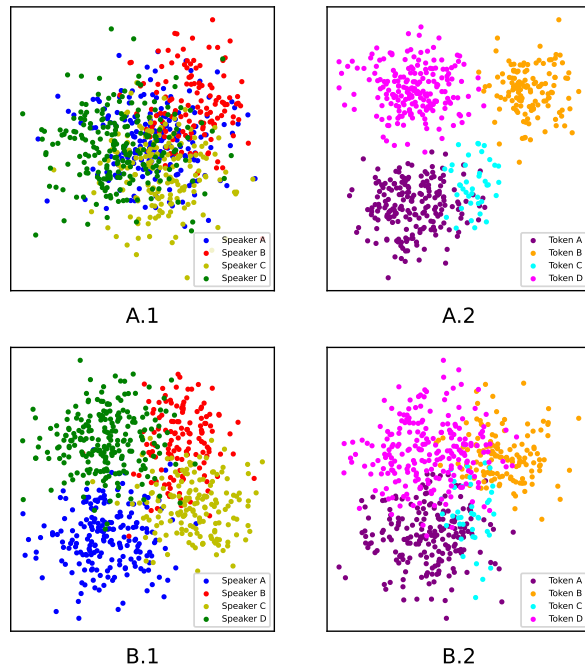 Speaker A
Speaker B
Speaker C
Speaker D
A.1
Token A
Token B
Token C
Token D
A.2
Speaker A
Speaker B
Speaker C
Speaker D
B.1
Token A
Token B
Token C
Token D
B.2